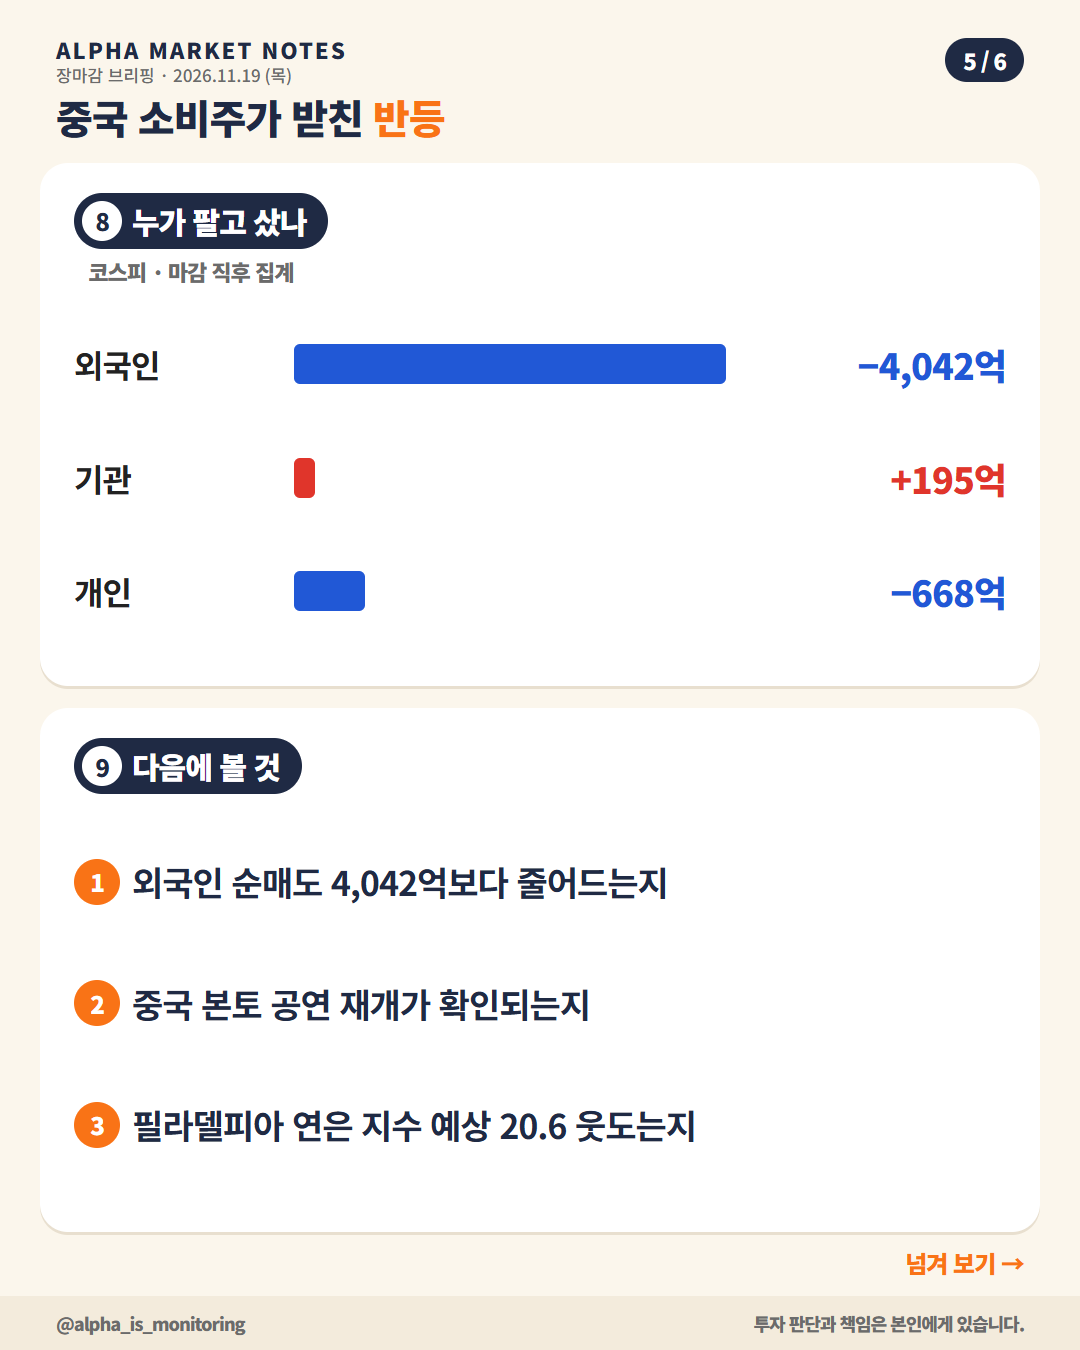 ALPHA MARKET NOTES
장마감 브리핑 · 2026.11.19 (목)
5 / 6
중국 소비주가 받친 반등
8 누가 팔고 샀나
코스피 · 마감 직후 집계
외국인 −4,042억
기관 +195억
개인 −668억
9 다음에 볼 것
1 외국인 순매도 4,042억보다 줄어드는지
2 중국 본토 공연 재개가 확인되는지
3 필라델피아 연은 지수 예상 20.6 웃도는지
넘겨 보기 →
@alpha_is_monitoring
투자 판단과 책임은 본인에게 있습니다.